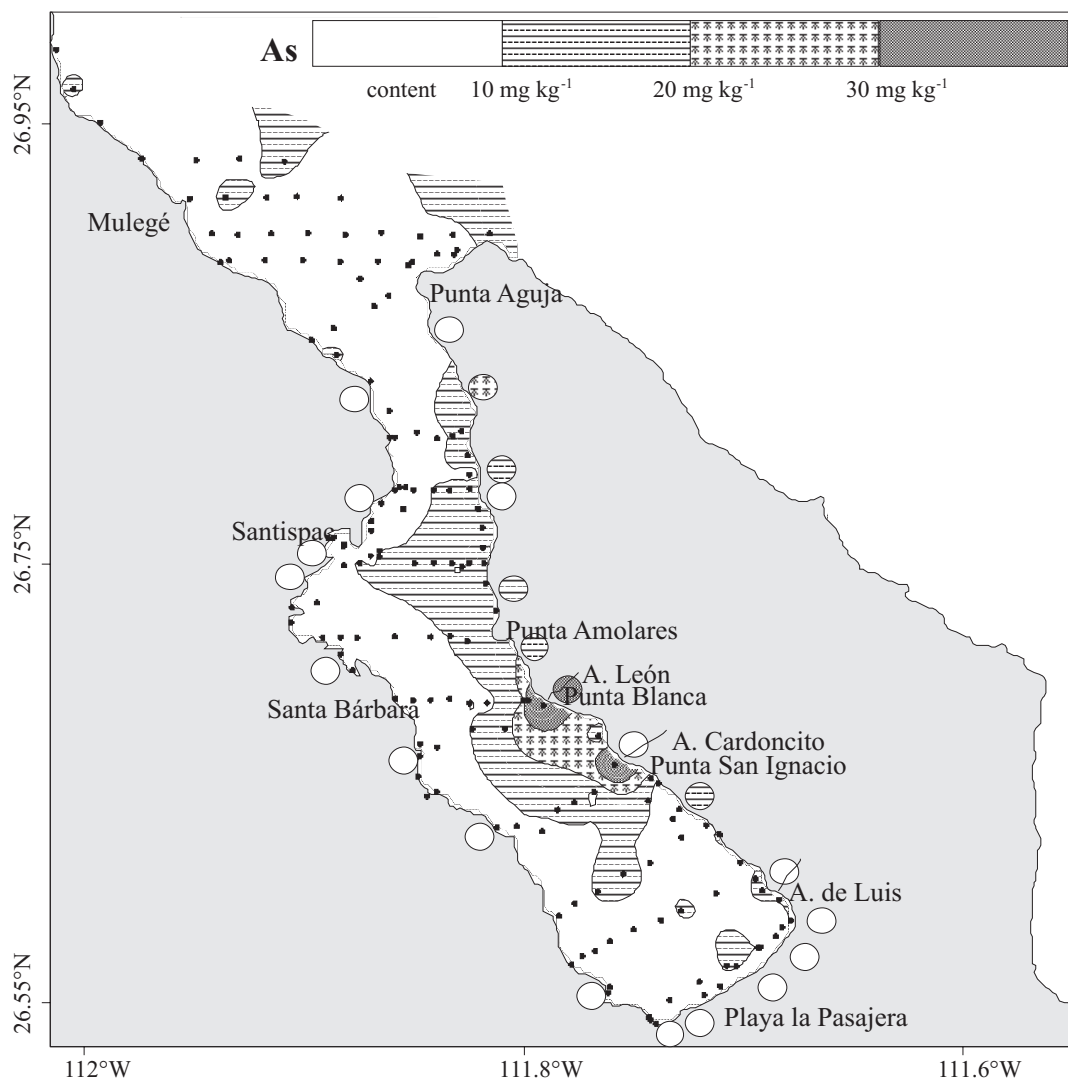 As
content 10 mg kg⁻¹ 20 mg kg⁻¹ 30 mg kg⁻¹
26.95°N
Mulegé
Punta Aguja
Santispac
26.75°N
Punta Amolares
A. León
Punta Blanca
Santa Bárbara
A. Cardoncito
Punta San Ignacio
A. de Luis
26.55°N
Playa la Pasajera
112°W 111.8°W 111.6°W